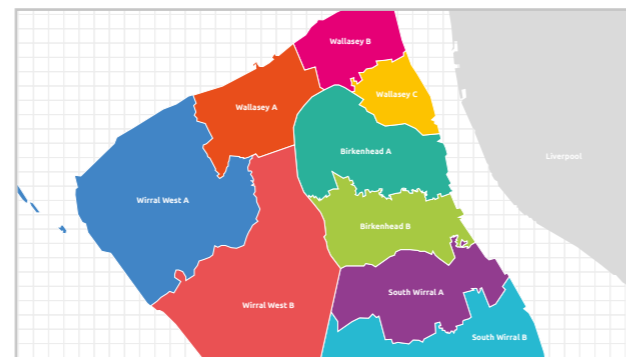 Wallasey B
Wallasey C
Wallasey A
Birkenhead A
Liverpool
Wirral West A
Birkenhead B
South Wirral A
Wirral West B
South Wirral B